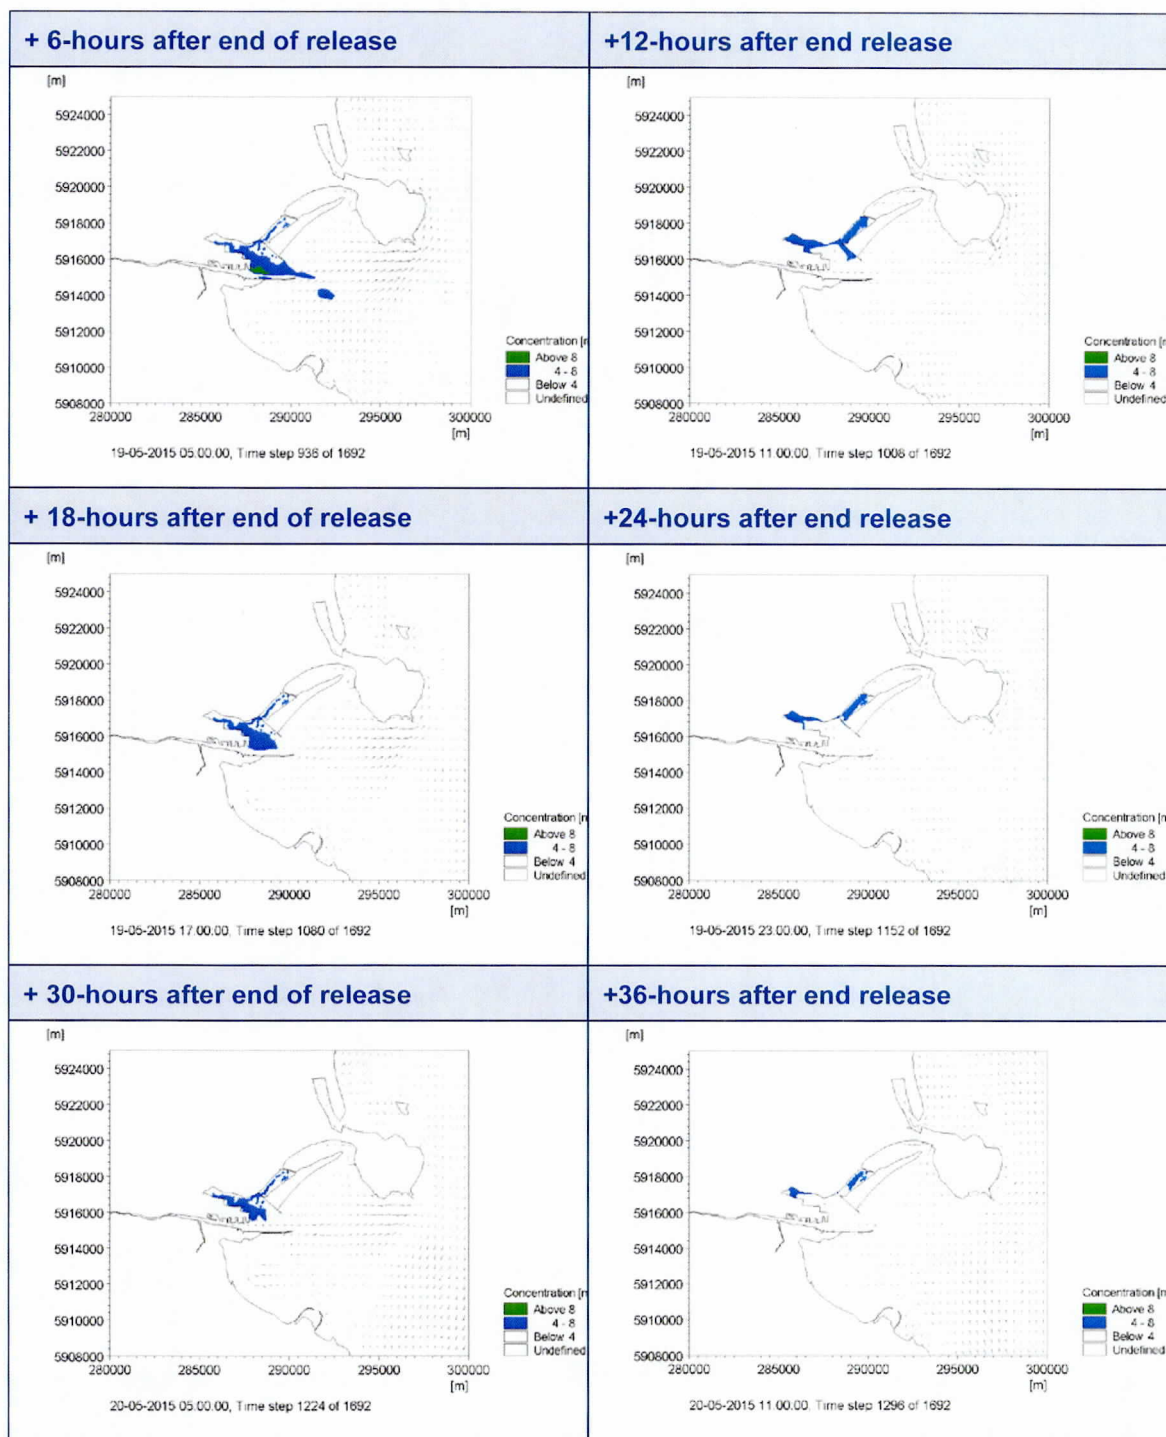 + 6-hours after end of release
+12-hours after end release
[m]
5924000
5922000
5920000
5918000
5916000
5914000
5912000
5910000
5908000
280000 285000 290000 295000 300000
[m]
Concentration [m
Above 8
4 - 8
Below 4
Undefined
19-05-2015 05.00.00, Time step 936 of 1692
[m]
5924000
5922000
5920000
5918000
5916000
5914000
5912000
5910000
5908000
280000 285000 290000 295000 300000
[m]
Concentration [m
Above 8
4 - 8
Below 4
Undefined
19-05-2015 11.00.00, Time step 1008 of 1692
+ 18-hours after end of release
+24-hours after end release
[m]
5924000
5922000
5920000
5918000
5916000
5914000
5912000
5910000
5908000
280000 285000 290000 295000 300000
[m]
Concentration [m
Above 8
4 - 8
Below 4
Undefined
19-05-2015 17.00.00, Time step 1080 of 1692
[m]
5924000
5922000
5920000
5918000
5916000
5914000
5912000
5910000
5908000
280000 285000 290000 295000 300000
[m]
Concentration [m
Above 8
4 - 8
Below 4
Undefined
19-05-2015 23.00.00, Time step 1152 of 1692
+ 30-hours after end of release
+36-hours after end release
[m]
5924000
5922000
5920000
5918000
5916000
5914000
5912000
5910000
5908000
280000 285000 290000 295000 300000
[m]
Concentration [m
Above 8
4 - 8
Below 4
Undefined
20-05-2015 05.00.00, Time step 1224 of 1692
[m]
5924000
5922000
5920000
5918000
5916000
5914000
5912000
5910000
5908000
280000 285000 290000 295000 300000
[m]
Concentration [m
Above 8
4 - 8
Below 4
Undefined
20-05-2015 11.00.00, Time step 1296 of 1692